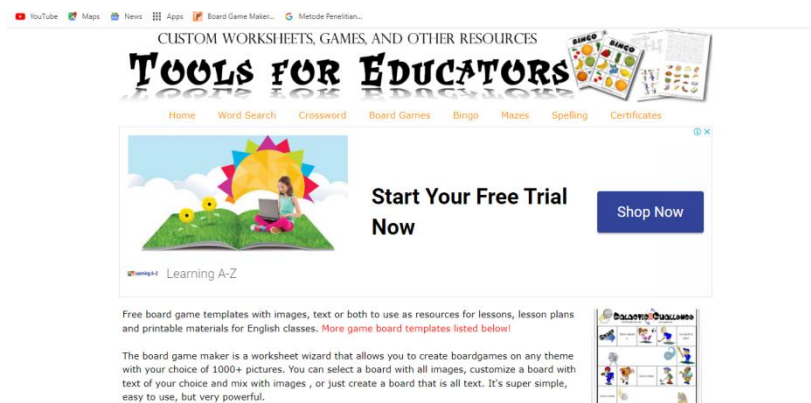 YouTube Maps News Apps Board Game Maker... Metode Penelitian...
CUSTOM WORKSHEETS, GAMES, AND OTHER RESOURCES
TOOLS FOR EDUCATORS
BINGO BINGO
Home Word Search Crossword Board Games Bingo Mazes Spelling Certificates
Start Your Free Trial
Now
Shop Now
Learning A-Z Learning A-Z
Free board game templates with images, text or both to use as resources for lessons, lesson plans
and printable materials for English classes. More game board templates listed below!
Galactic Challenge
The board game maker is a worksheet wizard that allows you to create boardgames on any theme
with your choice of 1000+ pictures. You can select a board with all images, customize a board with
text of your choice and mix with images , or just create a board that is all text. It's super simple,
easy to use, but very powerful.